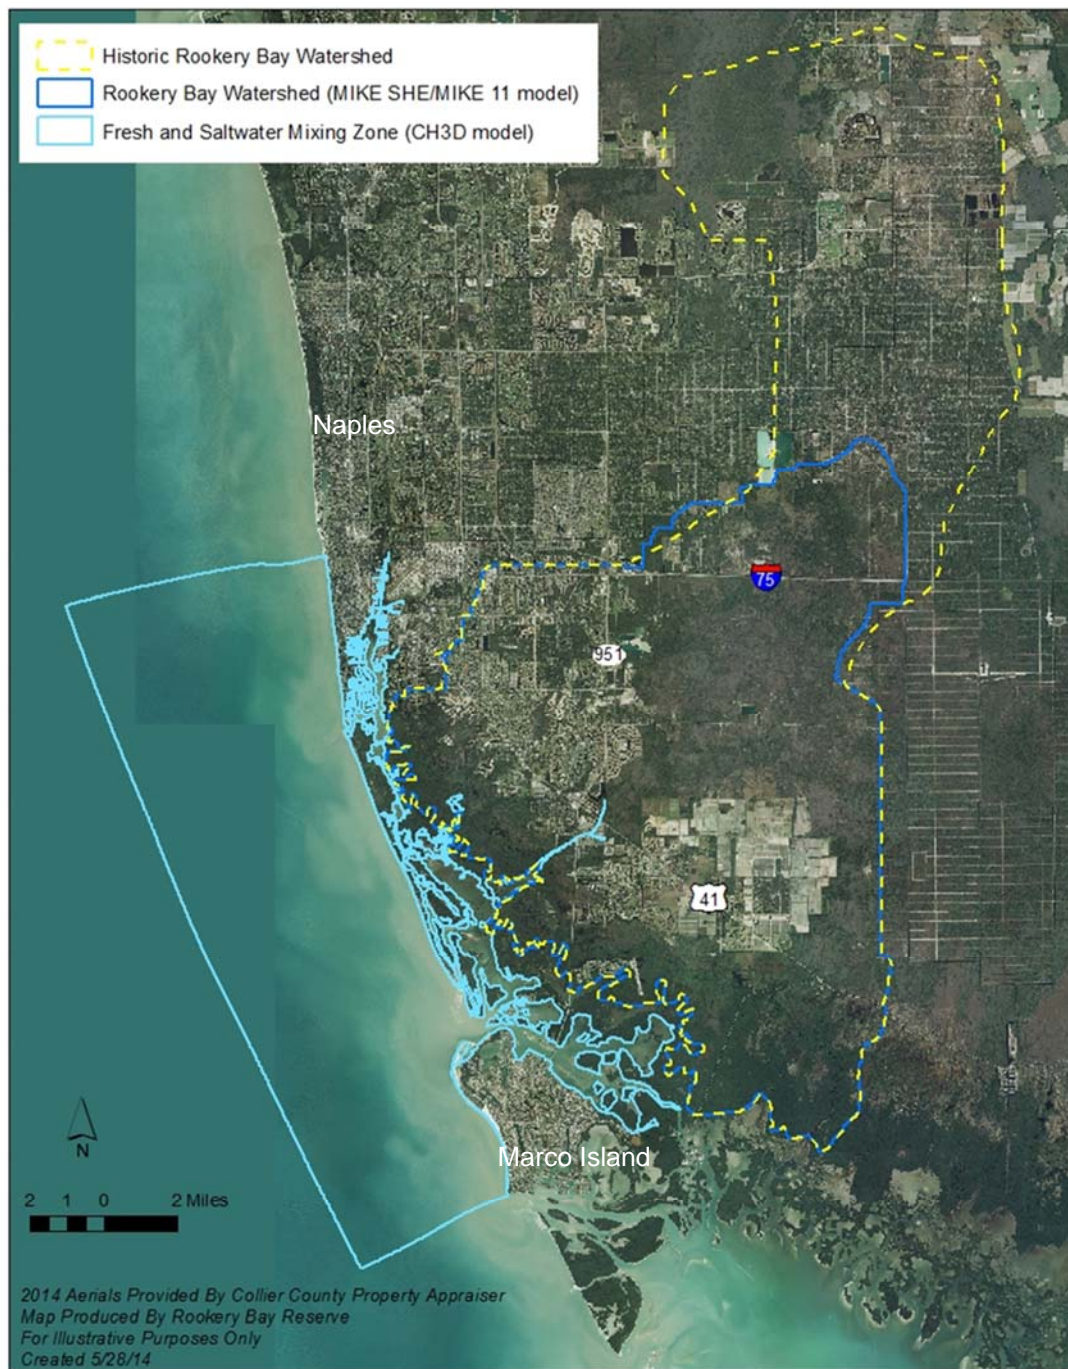 Historic Rookery Bay Watershed
Rookery Bay Watershed (MIKE SHE/MIKE 11 model)
Fresh and Saltwater Mixing Zone (CH3D model)
Naples
75
951
41
Marco Island
N
2 1 0 2 Miles
2014 Aerials Provided By Collier County Property Appraiser
Map Produced By Rookery Bay Reserve
For Illustrative Purposes Only
Created 5/28/14